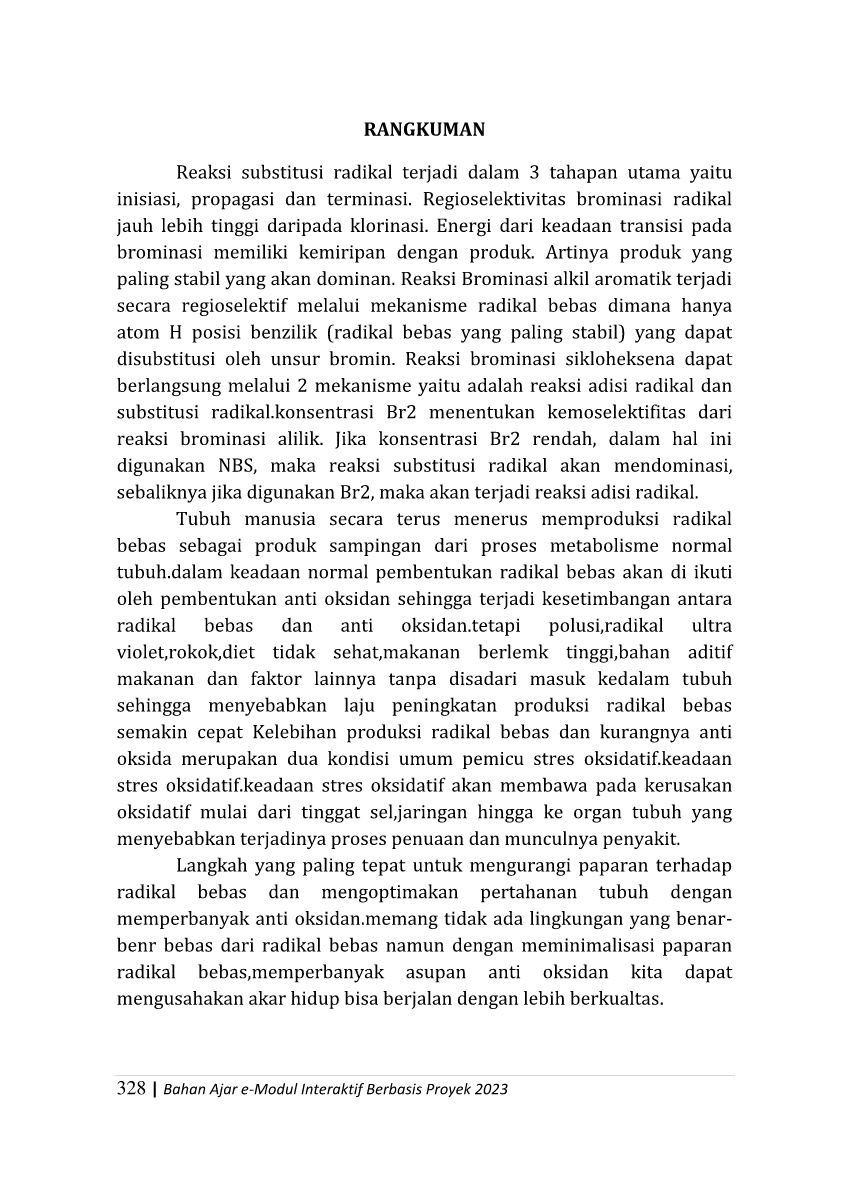 RANGKUMAN
Reaksi substitusi radikal terjadi dalam 3 tahapan utama yaitu
inisiasi, propagasi dan terminasi. Regioselektivitas brominasi radikal
jauh lebih tinggi daripada klorinasi. Energi dari keadaan transisi pada
brominasi memiliki kemiripan dengan produk. Artinya produk yang
paling stabil yang akan dominan. Reaksi Brominasi alkil aromatik terjadi
secara regioselektif melalui mekanisme radikal bebas dimana hanya
atom H posisi benzilik (radikal bebas yang paling stabil) yang dapat
disubstitusi oleh unsur bromin. Reaksi brominasi sikloheksena dapat
berlangsung melalui 2 mekanisme yaitu adalah reaksi adisi radikal dan
substitusi radikal.konsentrasi Br2 menentukan kemoselektifitas dari
reaksi brominasi alilik. Jika konsentrasi Br2 rendah, dalam hal ini
digunakan NBS, maka reaksi substitusi radikal akan mendominasi,
sebaliknya jika digunakan Br2, maka akan terjadi reaksi adisi radikal.
Tubuh manusia secara terus menerus memproduksi radikal
bebas sebagai produk sampingan dari proses metabolisme normal
tubuh.dalam keadaan normal pembentukan radikal bebas akan di ikuti
oleh pembentukan anti oksidan sehingga terjadi kesetimbangan antara
radikal bebas dan anti oksidan.tetapi polusi,radikal ultra
violet,rokok,diet tidak sehat,makanan berlemk tinggi,bahan aditif
makanan dan faktor lainnya tanpa disadari masuk kedalam tubuh
sehingga menyebabkan laju peningkatan produksi radikal bebas
semakin cepat Kelebihan produksi radikal bebas dan kurangnya anti
oksida merupakan dua kondisi umum pemicu stres oksidatif.keadaan
stres oksidatif.keadaan stres oksidatif akan membawa pada kerusakan
oksidatif mulai dari tinggat sel,jaringan hingga ke organ tubuh yang
menyebabkan terjadinya proses penuaan dan munculnya penyakit.
Langkah yang paling tepat untuk mengurangi paparan terhadap
radikal bebas dan mengoptimakan pertahanan tubuh dengan
memperbanyak anti oksidan.memang tidak ada lingkungan yang benar-
benr bebas dari radikal bebas namun dengan meminimalisasi paparan
radikal bebas,memperbanyak asupan anti oksidan kita dapat
mengusahakan akar hidup bisa berjalan dengan lebih berkualtas.
328 | Bahan Ajar e-Modul Interaktif Berbasis Proyek 2023